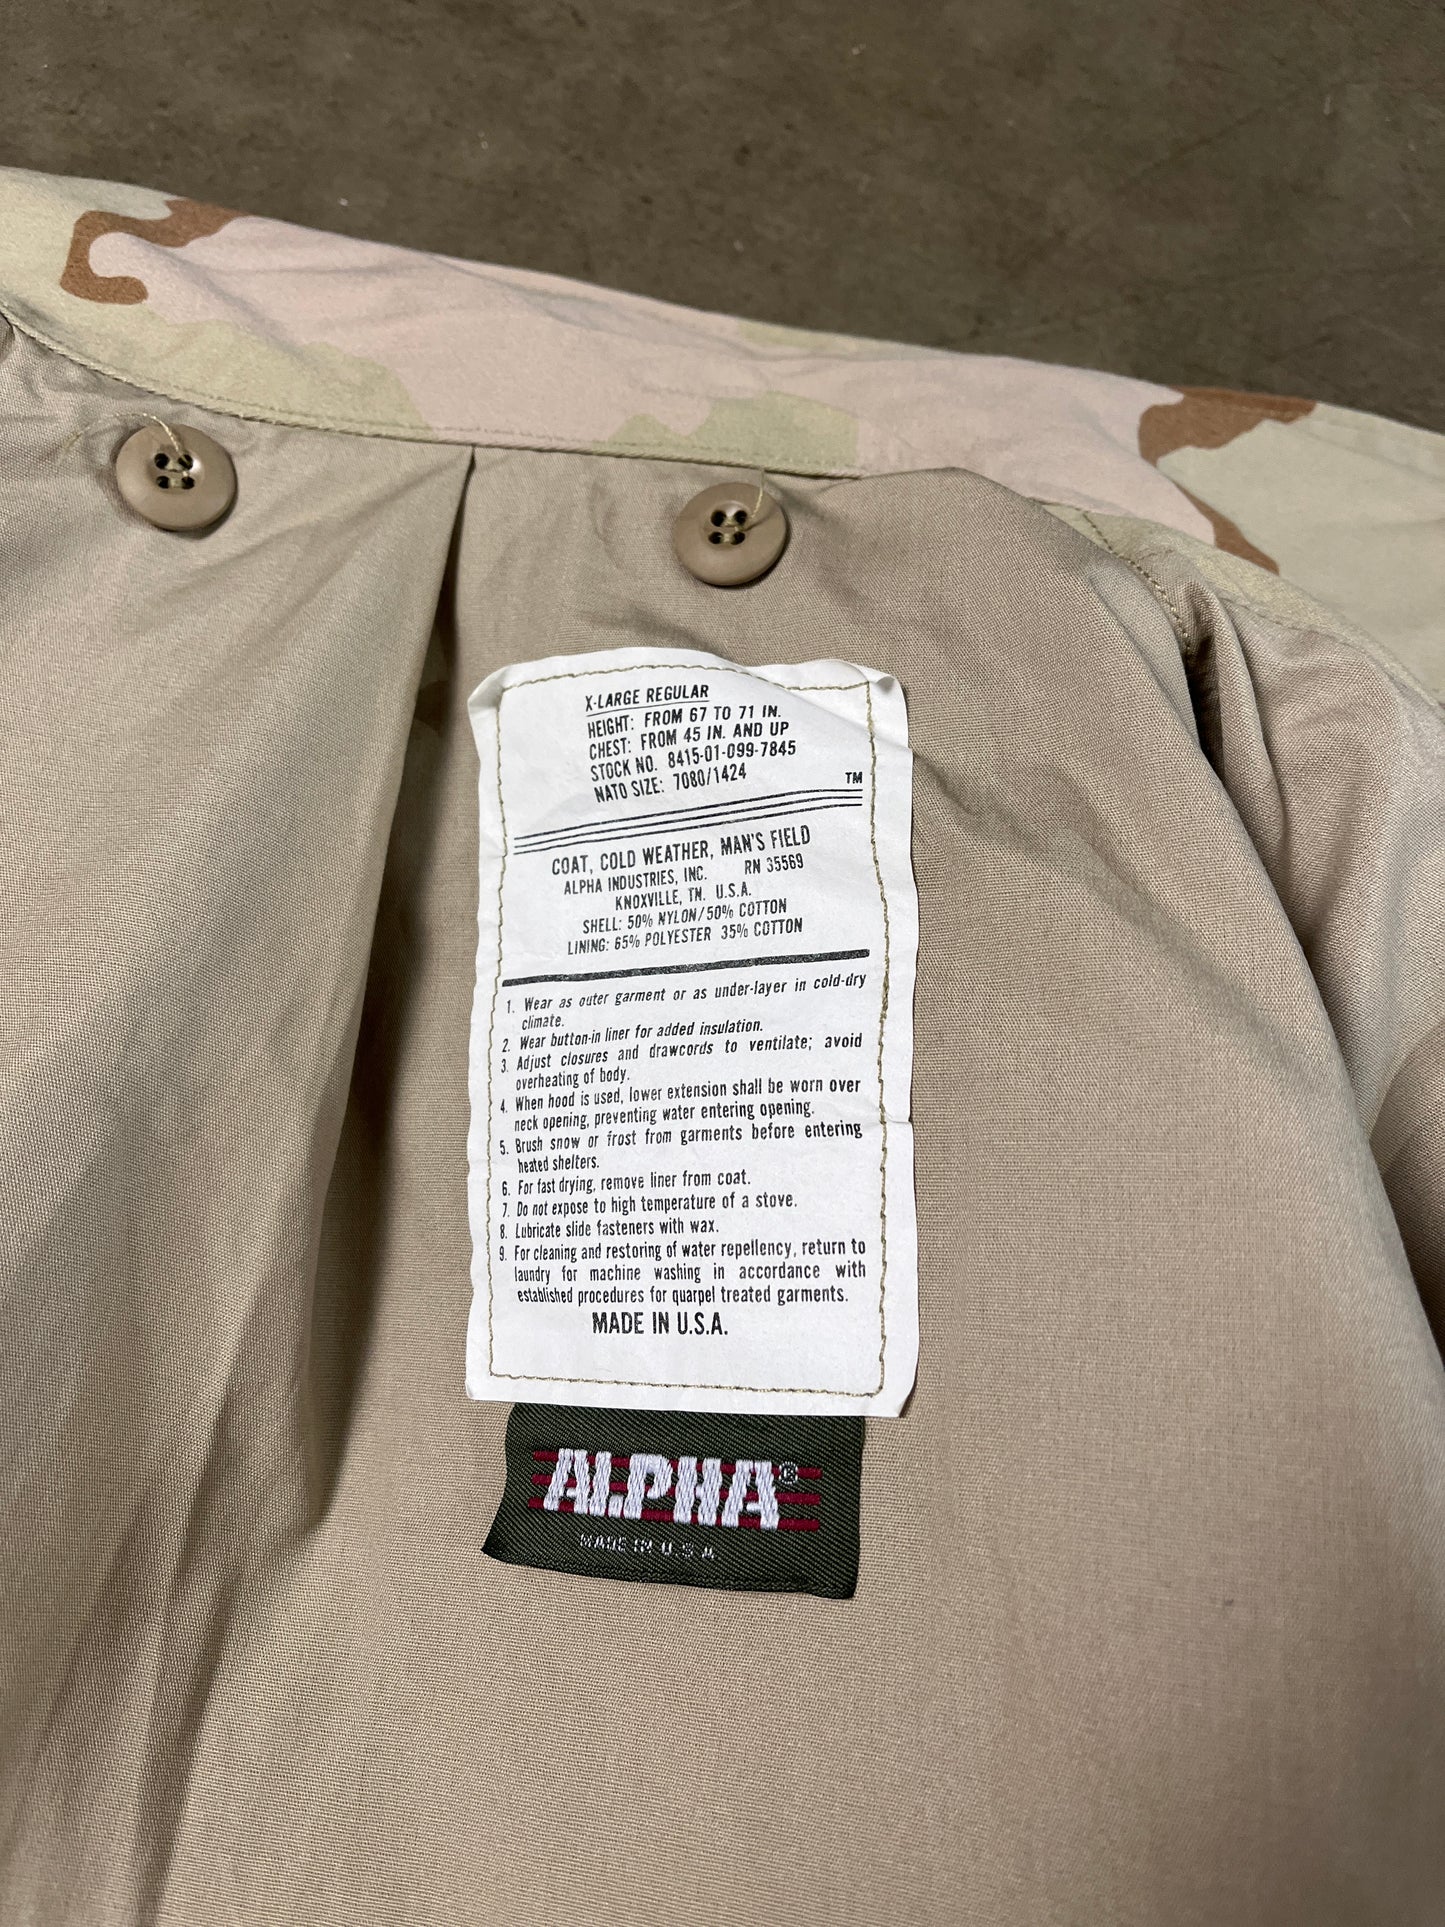 X-LARGE REGULAR
HEIGHT: FROM 67 TO 71 IN.
CHEST: FROM 45 IN. AND UP
STOCK NO. 8415-01-099-7845
NATO SIZE: 7080/1424
TM
COAT, COLD WEATHER, MAN'S FIELD
ALPHA INDUSTRIES, INC. RN 35569
KNOXVILLE, TN. U.S.A.
SHELL: 50% NYLON/50% COTTON
LINING: 65% POLYESTER 35% COTTON
1. Wear as outer garment or as under-layer in cold-dry
climate.
2. Wear button-in liner for added insulation.
3. Adjust closures and drawcords to ventilate; avoid
overheating of body.
4. When hood is used, lower extension shall be worn over
neck opening, preventing water entering opening.
5. Brush snow or frost from garments before entering
heated shelters.
6. For fast drying, remove liner from coat.
7. Do not expose to high temperature of a stove.
8. Lubricate slide fasteners with wax.
9. For cleaning and restoring of water repellency, return to
laundry for machine washing in accordance with
established procedures for quarpel treated garments.
MADE IN U.S.A.
ALPHA®
MADE IN U.S.A.